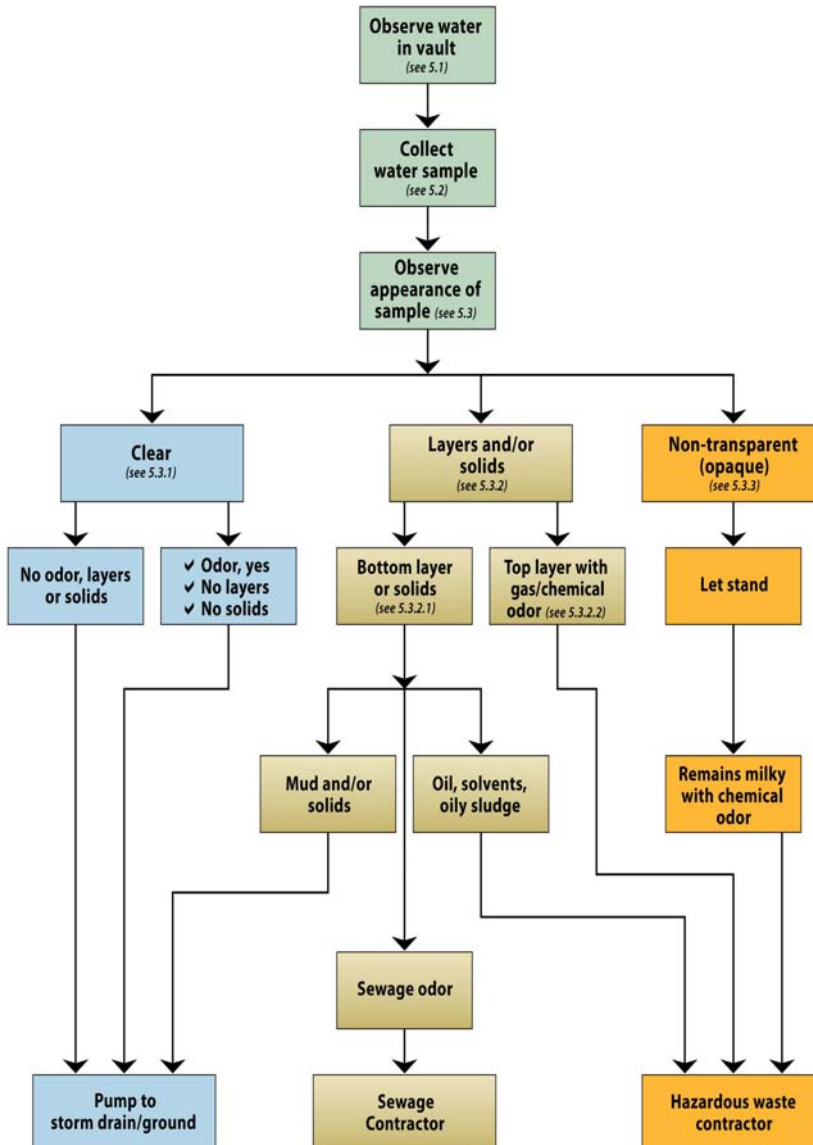 Observe water
in vault
(see 5.1)
Collect
water sample
(see 5.2)
Observe
appearance of
sample (see 5.3)
Clear
(see 5.3.1)
Layers and/or
solids
(see 5.3.2)
Non-transparent
(opaque)
(see 5.3.3)
No odor, layers
or solids
✔ Odor, yes
✔ No layers
✔ No solids
Bottom layer
or solids
(see 5.3.2.1)
Top layer with
gas/chemical
odor (see 5.3.2.2)
Let stand
Mud and/or
solids
Oil, solvents,
oily sludge
Remains milky
with chemical
odor
Sewage odor
Pump to
storm drain/ground
Sewage
Contractor
Hazardous waste
contractor